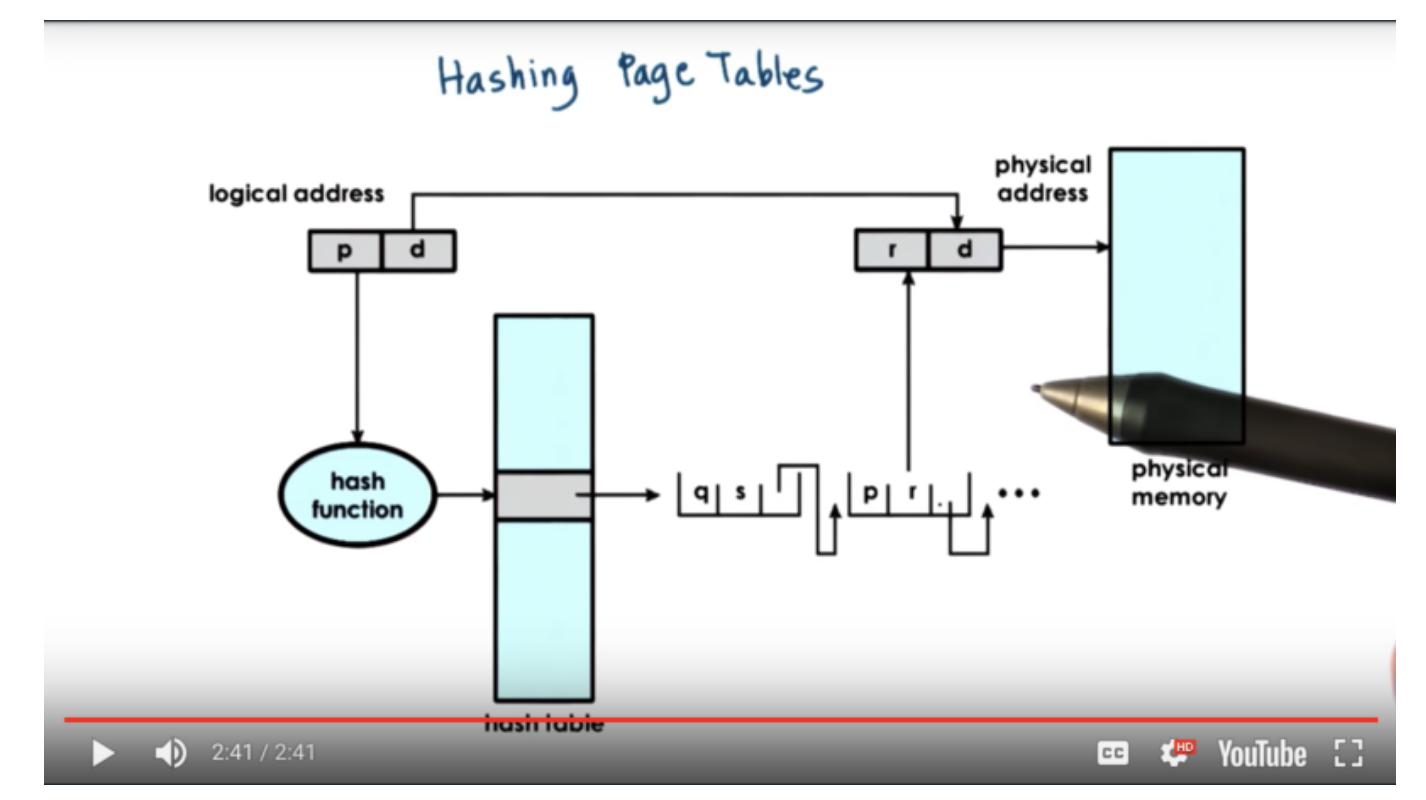 Hashing Page Tables
logical address
physical
address
p d
r d
hash
function
q s
p r
physical
memory
hash table
2:41 / 2:41
CC
HD
YouTube